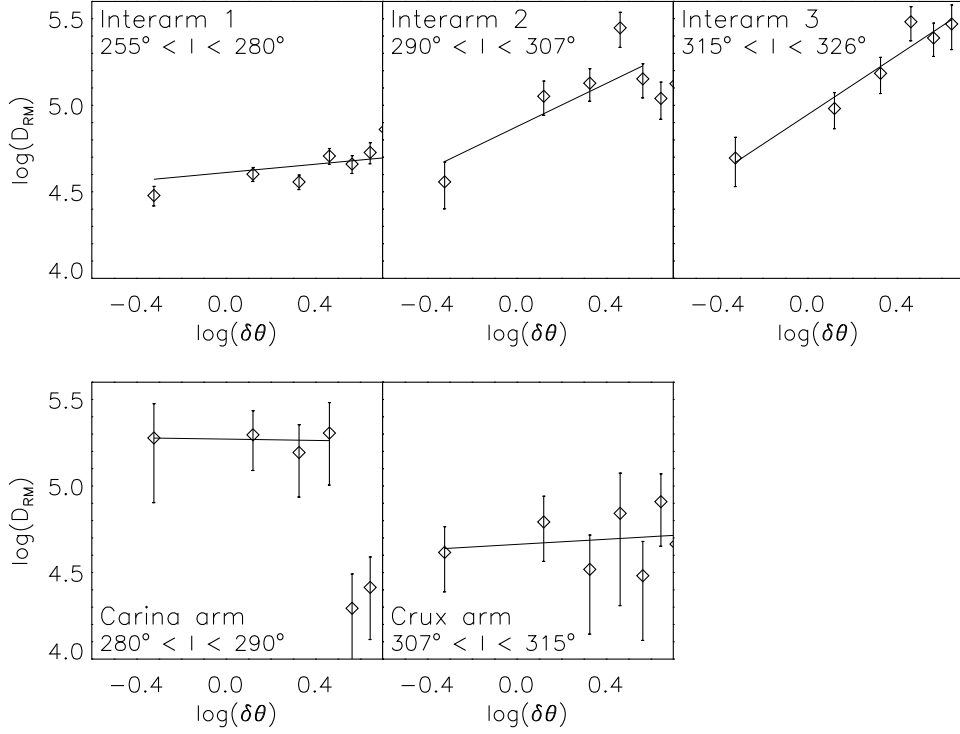 Interarm 1
255° < l < 280°
Interarm 2
290° < l < 307°
Interarm 3
315° < l < 326°
5.5
5.0
4.5
4.0
log(D_RM)
−0.4 0.0 0.4
−0.4 0.0 0.4
−0.4 0.0 0.4
log(δθ)
log(δθ)
log(δθ)
5.5
5.0
4.5
4.0
log(D_RM)
Carina arm
280° < l < 290°
Crux arm
307° < l < 315°
−0.4 0.0 0.4
−0.4 0.0 0.4
log(δθ)
log(δθ)